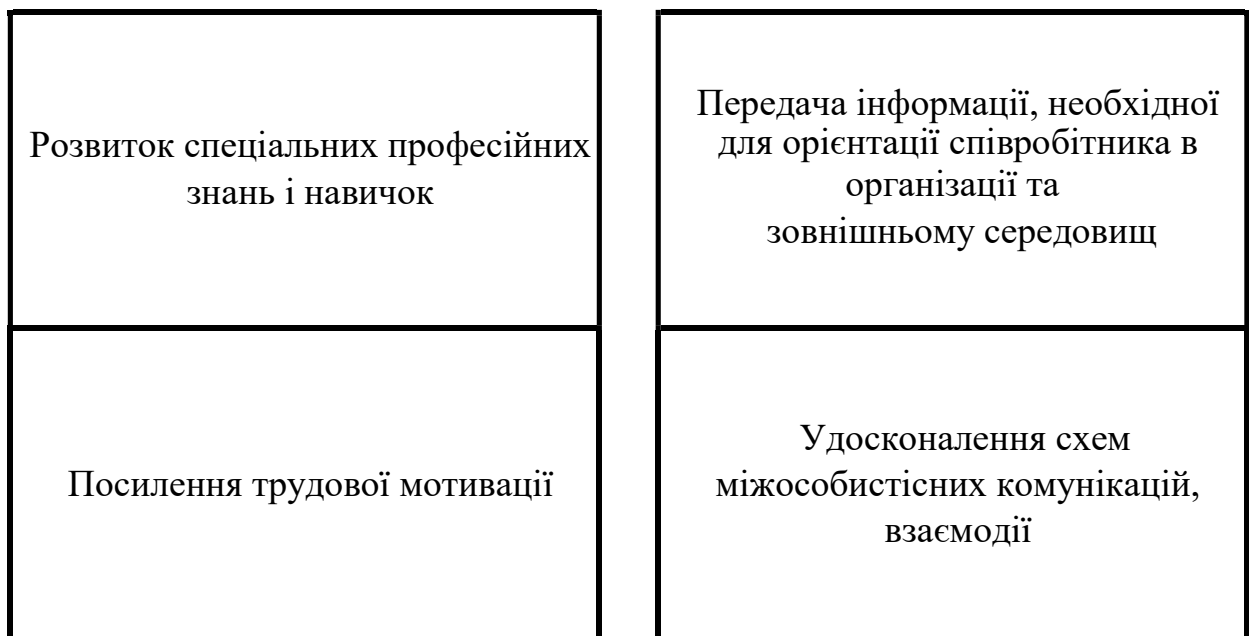 Розвиток спеціальних професійних
знань і навичок
Передача інформації, необхідної
для орієнтації співробітника в
організації та
зовнішньому середовищ
Посилення трудової мотивації
Удосконалення схем
міжособистісних комунікацій,
взаємодії